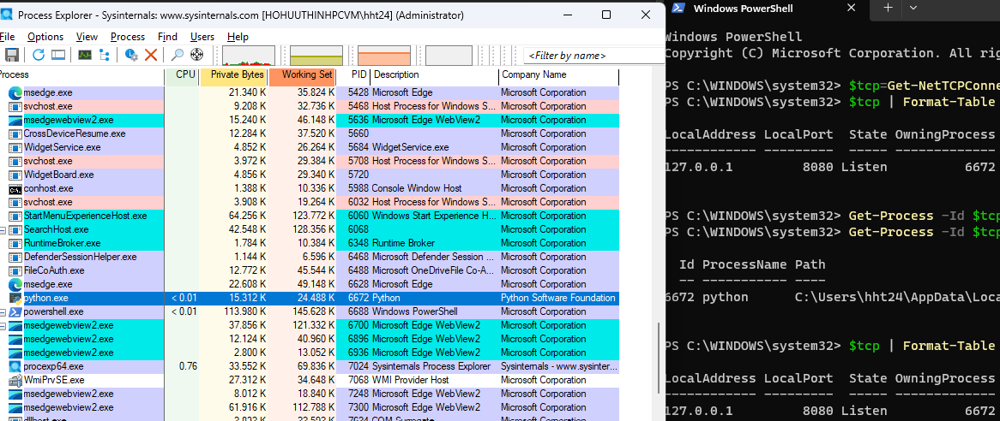 Process Explorer - Sysinternals: www.sysinternals.com [HOHUUTHINHPCVM\hht24] (Administrator)
File Options View Process Find Users Help
<Filter by name>
Process CPU Private Bytes Working Set PID Description Company Name
msedge.exe 21.340 K 35.824 K 5428 Microsoft Edge Microsoft Corporation
svchost.exe 9.208 K 32.736 K 5468 Host Process for Windows S... Microsoft Corporation
msedgewebview2.exe 15.240 K 46.148 K 5636 Microsoft Edge WebView2 Microsoft Corporation
CrossDeviceResume.exe 12.284 K 37.520 K 5660 Microsoft Corporation
WidgetService.exe 4.852 K 26.264 K 5684 WidgetService.exe Microsoft Corporation
svchost.exe 3.972 K 29.384 K 5708 Host Process for Windows S... Microsoft Corporation
WidgetBoard.exe 4.856 K 29.340 K 5720 Microsoft Corporation
conhost.exe 1.388 K 10.336 K 5988 Console Window Host Microsoft Corporation
svchost.exe 3.908 K 19.264 K 6032 Host Process for Windows S... Microsoft Corporation
StartMenuExperienceHost.exe 64.256 K 123.772 K 6060 Windows Start Experience H... Microsoft Corporation
SearchHost.exe 42.548 K 128.356 K 6068 Microsoft Corporation
RuntimeBroker.exe 1.784 K 10.384 K 6348 Runtime Broker Microsoft Corporation
DefenderSessionHelper.exe 1.144 K 6.596 K 6468 Microsoft Defender Session ... Microsoft Corporation
FileCoAuth.exe 12.772 K 45.544 K 6488 Microsoft OneDriveFile Co-A... Microsoft Corporation
msedge.exe 22.608 K 49.148 K 6628 Microsoft Edge Microsoft Corporation
python.exe < 0.01 15.312 K 24.488 K 6672 Python Python Software Foundation
powershell.exe < 0.01 113.980 K 145.628 K 6688 Windows PowerShell Microsoft Corporation
msedgewebview2.exe 37.856 K 121.332 K 6700 Microsoft Edge WebView2 Microsoft Corporation
msedgewebview2.exe 12.124 K 40.960 K 6896 Microsoft Edge WebView2 Microsoft Corporation
msedgewebview2.exe 2.800 K 13.052 K 6936 Microsoft Edge WebView2 Microsoft Corporation
procexp64.exe 0.76 33.552 K 69.836 K 7024 Sysinternals Process Explorer Sysinternals - www.sysinter...
WmiPrvSE.exe 27.312 K 34.648 K 7068 WMI Provider Host Microsoft Corporation
msedgewebview2.exe 8.012 K 18.840 K 7248 Microsoft Edge WebView2 Microsoft Corporation
msedgewebview2.exe 61.916 K 112.788 K 7300 Microsoft Edge WebView2 Microsoft Corporation
Windows PowerShell
Windows PowerShell
Copyright (C) Microsoft Corporation. All rig
PS C:\WINDOWS\system32> $tcp=Get-NetTCPConne
PS C:\WINDOWS\system32> $tcp | Format-Table
LocalAddress LocalPort State OwningProcess
------------ --------- ----- -------------
127.0.0.1 8080 Listen 6672
PS C:\WINDOWS\system32> Get-Process -Id $tcp
PS C:\WINDOWS\system32> Get-Process -Id $tcp
Id ProcessName Path
-- ----------- ----
6672 python C:\Users\hht24\AppData\Loca
PS C:\WINDOWS\system32> $tcp | Format-Table
LocalAddress LocalPort State OwningProcess
------------ --------- ----- -------------
127.0.0.1 8080 Listen 6672